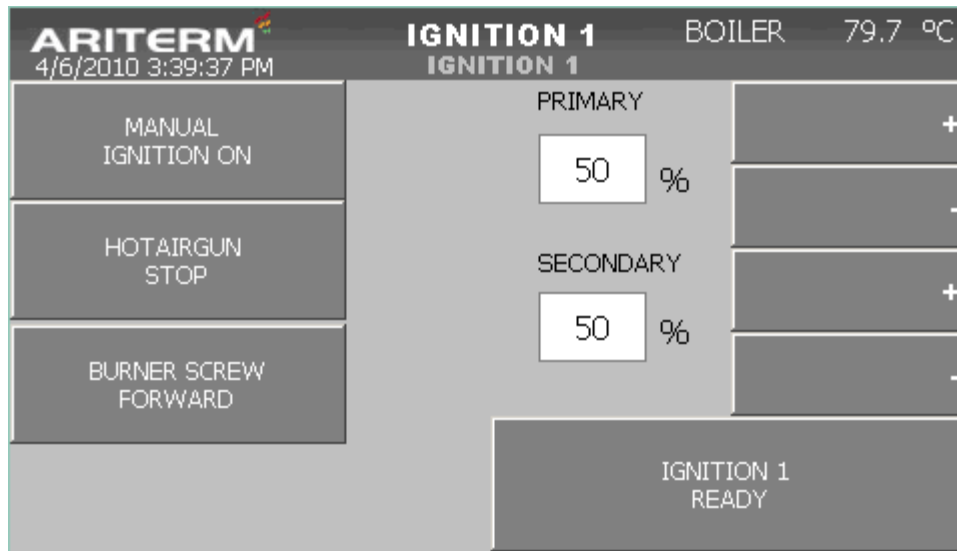 ARITERM
IGNITION 1
BOILER 79.7 ºC
4/6/2010 3:39:37 PM
IGNITION 1
MANUAL
IGNITION ON
HOTAIRGUN
STOP
BURNER SCREW
FORWARD
PRIMARY
50 %
+
-
SECONDARY
50 %
+
-
IGNITION 1
READY